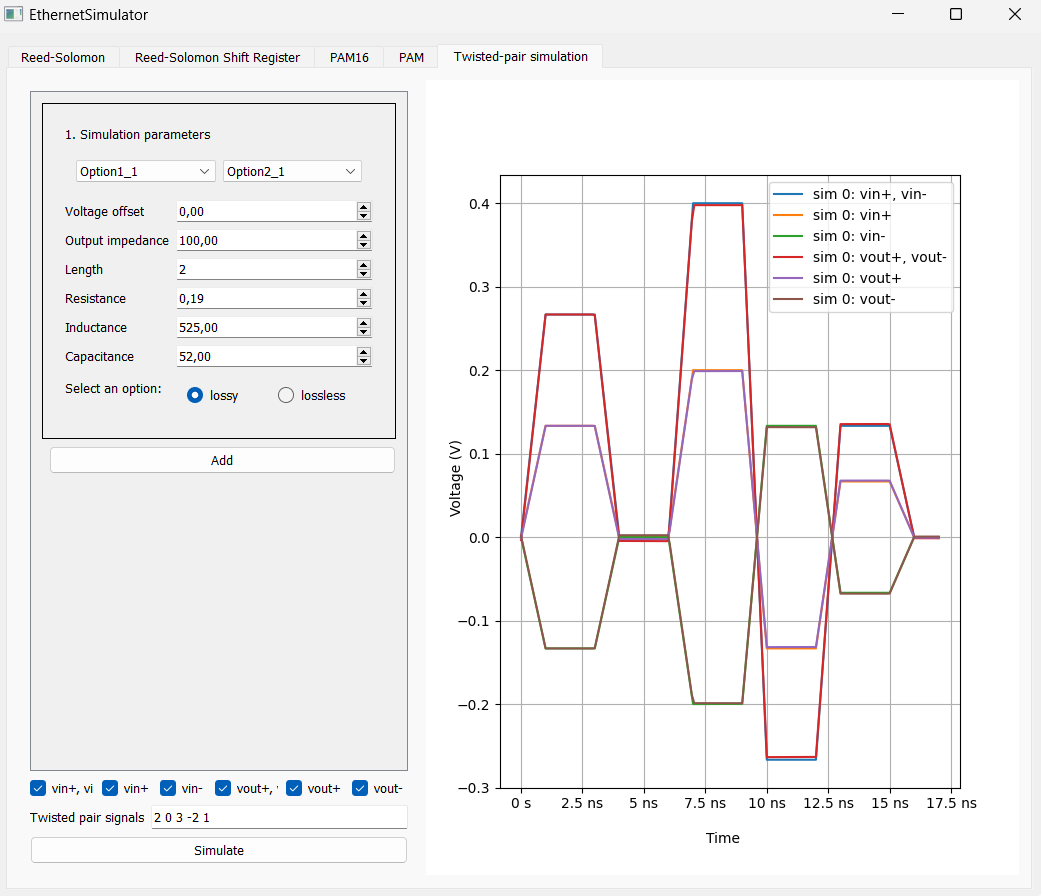 EthernetSimulator
Reed-Solomon Reed-Solomon Shift Register PAM16 PAM Twisted-pair simulation
1. Simulation parameters
Option1_1 Option2_1
Voltage offset 0,00
Output impedance 100,00
Length 2
Resistance 0,19
Inductance 525,00
Capacitance 52,00
Select an option: lossy lossless
Add
vin+, vi vin+ vin- vout+, vout+ vout-
Twisted pair signals 2 0 3 -2 1
Simulate
sim 0: vin+, vin-
sim 0: vin+
sim 0: vin-
sim 0: vout+, vout-
sim 0: vout+
sim 0: vout-
Voltage (V)
0.4
0.3
0.2
0.1
0.0
−0.1
−0.2
−0.3
0 s 2.5 ns 5 ns 7.5 ns 10 ns 12.5 ns 15 ns 17.5 ns
Time